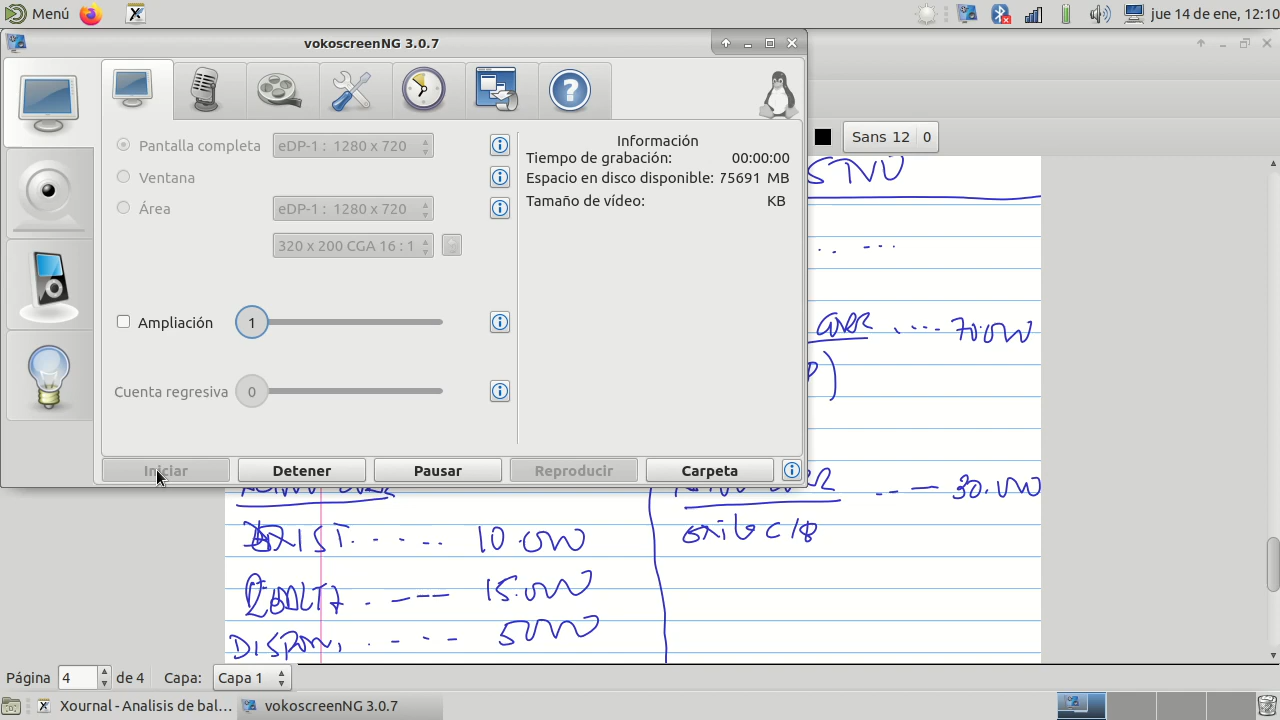 Menú
jue 14 de ene, 12:10
vokoscreenNG 3.0.7
Sans 12 0
Pantalla completa
eDP-1 : 1280 x 720
Ventana
Área
eDP-1 : 1280 x 720
320 x 200 CGA 16 : 1
Ampliación
1
Cuenta regresiva
0
Información
Tiempo de grabación: 00:00:00
Espacio en disco disponible: 75691 MB
Tamaño de vídeo: KB
Iniciar
Detener
Pausar
Reproducir
Carpeta
.... 70.000
P)
-- — 30.000
EXIST. .... 10.000
. --- 15.000
DISPON. . - - - 5000
Página 4 de 4 Capa: Capa 1
Xournal - Analisis de bal...
vokoscreenNG 3.0.7